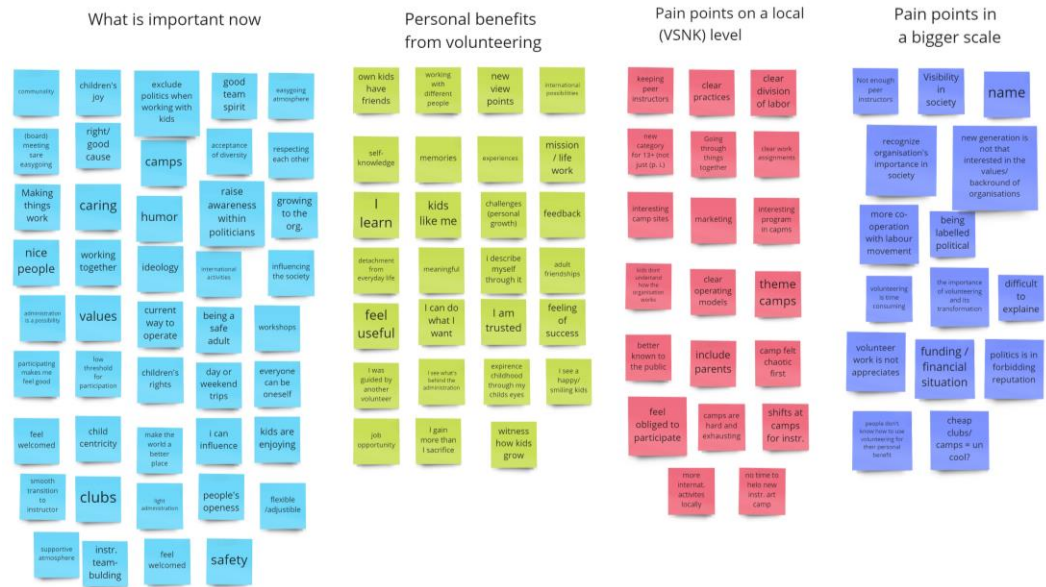 What is important now
communality
children's
joy
exclude
politics when
working with
kids
good
team
spirit
easygoing
atmosphere
(board)
meeting
sare
easygoing
right/
good
cause
camps
acceptance
of diversity
respecting
each other
Making
things
work
caring
humor
raise
awareness
within
politicians
growing
to the
org.
nice
people
working
together
ideology
international
activities
influencing
the society
administration
is a possibility
values
current
way to
operate
being a
safe
adult
workshops
participating
makes me
feel good
low
threshold for
participation
children's
rights
day or
weekend
trips
everyone
can be
oneself
feel
welcomed
child
centricity
make the
world a
better
place
i can
influence
kids are
enjoying
smooth
transition
to
instructor
clubs
light
administration
people's
openess
flexible
/adjustible
supportive
atmosphere
instr.
team-
bulding
feel
welcomed
safety
Personal benefits
from volunteering
own kids
have
friends
working
with
different
people
new
view
points
international
possibilities
self-
knowledge
memories
experiences
mission
/ life
work
I
learn
kids
like me
challenges
(personal
growth)
feedback
detachment
from
everyday life
meaningful
i describe
myself
through it
adult
friendships
feel
useful
I can do
what I
want
I am
trusted
feeling
of
success
I was
guided by
another
volunteer
I see what's
behind the
administration
expirence
childhood
through my
childs eyes
I see a
happy/
smiling kids
job
opportunity
I gain
more than
I sacrifice
witness
how kids
grow
Pain points on a local
(VSNK) level
keeping
peer
instructors
clear
practices
clear
division
of labor
new
category
for 13+ (not
just (p. i.)
Going
through
things
together
clear work
assignments
interesting
camp sites
marketing
interesting
program in
capms
kids dont
understand
how the
organisation
works
clear
operating
models
theme
camps
better
known to
the public
include
parents
camp felt
chaotic
first
feel
obliged to
participate
camps are
hard and
exhausting
shifts at
camps
for instr.
more
internat.
activites
locally
no time to
help new
instr. art
camp
Pain points in
a bigger scale
Not enough
peer
instructors
Visibility
in
society
name
recognize
organisation's
importance in
society
new generation is
not that
interested in the
values/
backround of
organisations
more co-
operation
with labour
movement
being
labelled
political
volunteering
is time
consuming
the importance
of volunteering
and its
transformation
difficult
to
explaine
volunteer
work is not
appreciates
funding /
financial
situation
politics is in
forbidding
reputation
people don't
know how to use
volunteering for
their personal
benefit
cheap
clubs/
camps = un
cool?